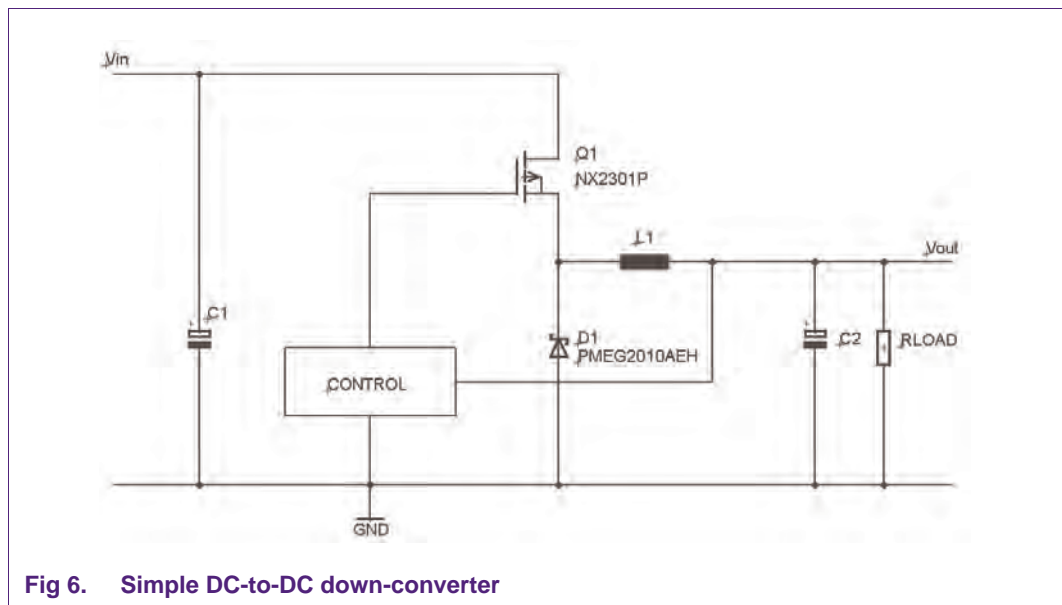 Vin
Q1
NX2301P
L1
Vout
C1
D1
PMEG2010AEH
C2
RLOAD
CONTROL
GND
Fig 6. Simple DC-to-DC down-converter